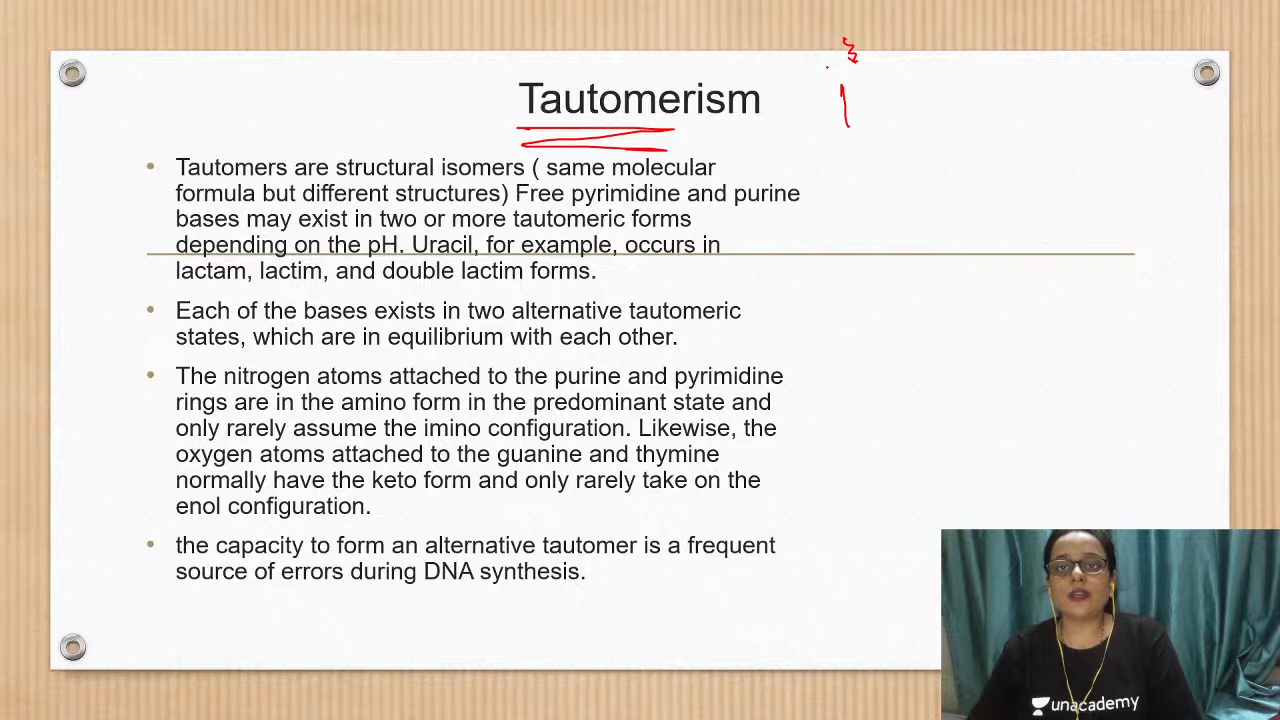 Tautomerism
• Tautomers are structural isomers ( same molecular
formula but different structures) Free pyrimidine and purine
bases may exist in two or more tautomeric forms
depending on the pH. Uracil, for example, occurs in
lactam, lactim, and double lactim forms.
• Each of the bases exists in two alternative tautomeric
states, which are in equilibrium with each other.
• The nitrogen atoms attached to the purine and pyrimidine
rings are in the amino form in the predominant state and
only rarely assume the imino configuration. Likewise, the
oxygen atoms attached to the guanine and thymine
normally have the keto form and only rarely take on the
enol configuration.
• the capacity to form an alternative tautomer is a frequent
source of errors during DNA synthesis.
unacademy